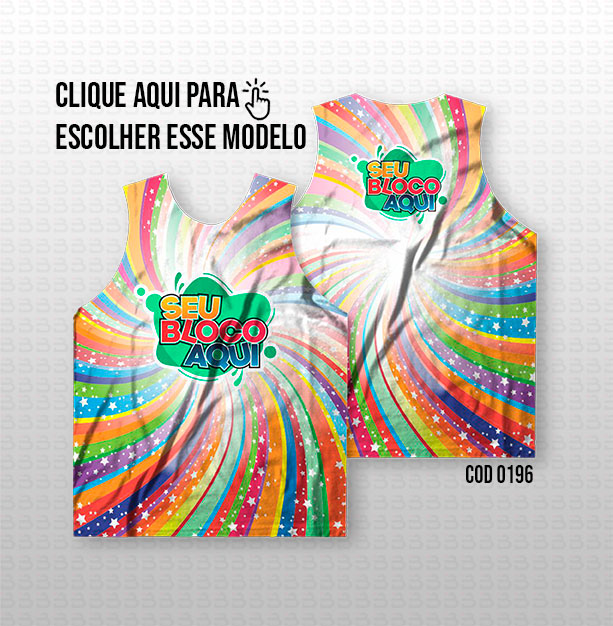 CLIQUE AQUI PARA
ESCOLHER ESSE MODELO
SEU
BLOCO
AQUI
SEU
BLOCO
AQUI
COD 0196